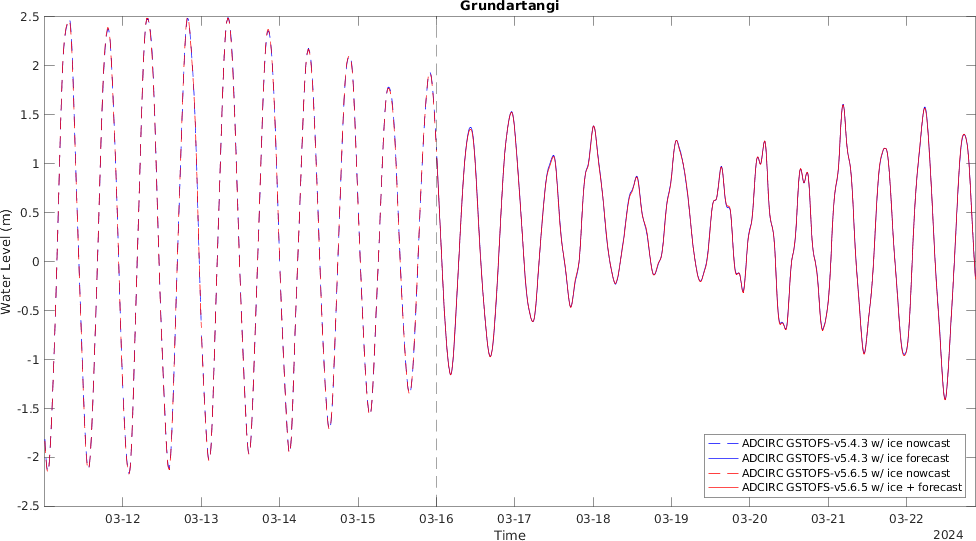 Grundartangi
2.5
2
1.5
1
0.5
0
-0.5
-1
-1.5
-2
-2.5
Water Level (m)
03-12 03-13 03-14 03-15 03-16 03-17 03-18 03-19 03-20 03-21 03-22
Time
2024
ADCIRC GSTOFS-v5.4.3 w/ ice nowcast
ADCIRC GSTOFS-v5.4.3 w/ ice forecast
ADCIRC GSTOFS-v5.6.5 w/ ice nowcast
ADCIRC GSTOFS-v5.6.5 w/ ice + forecast